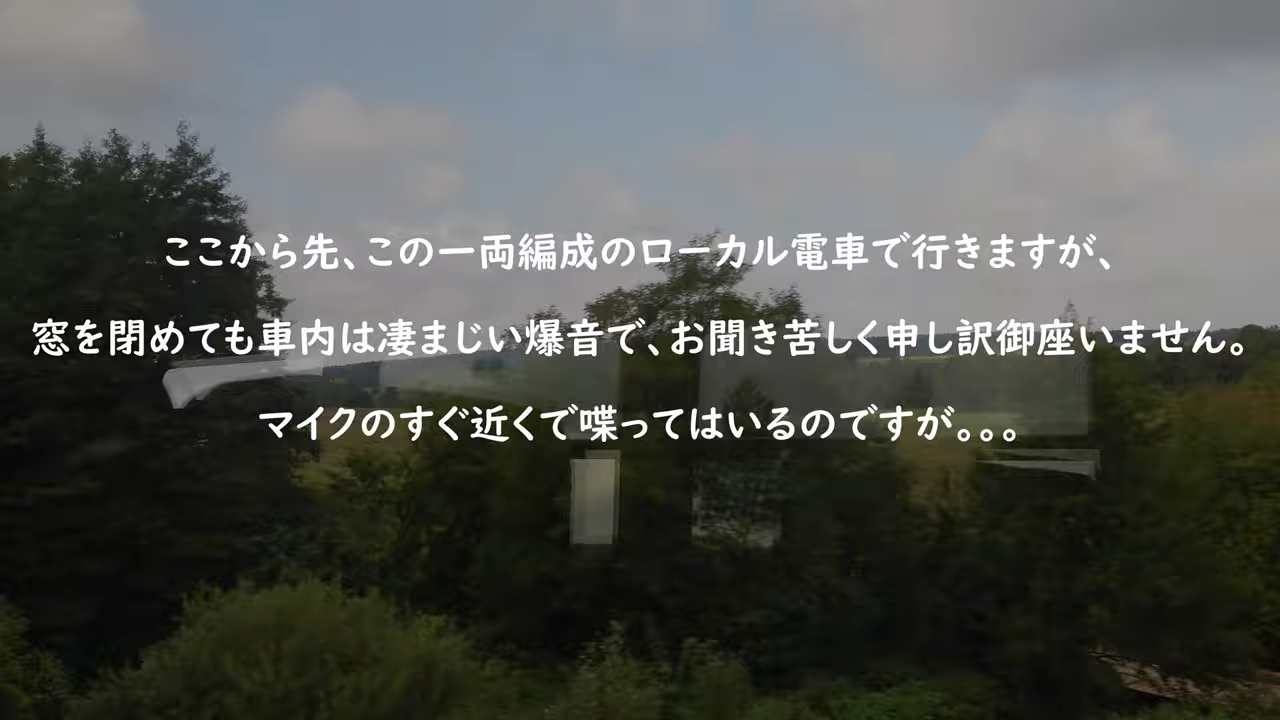 ここから先、この一両編成のローカル電車で行きますが、
窓を閉めても車内は凄まじい爆音で、お聞き苦しく申し訳御座いません。
マイクのすぐ近くで喋ってはいるのですが。。。